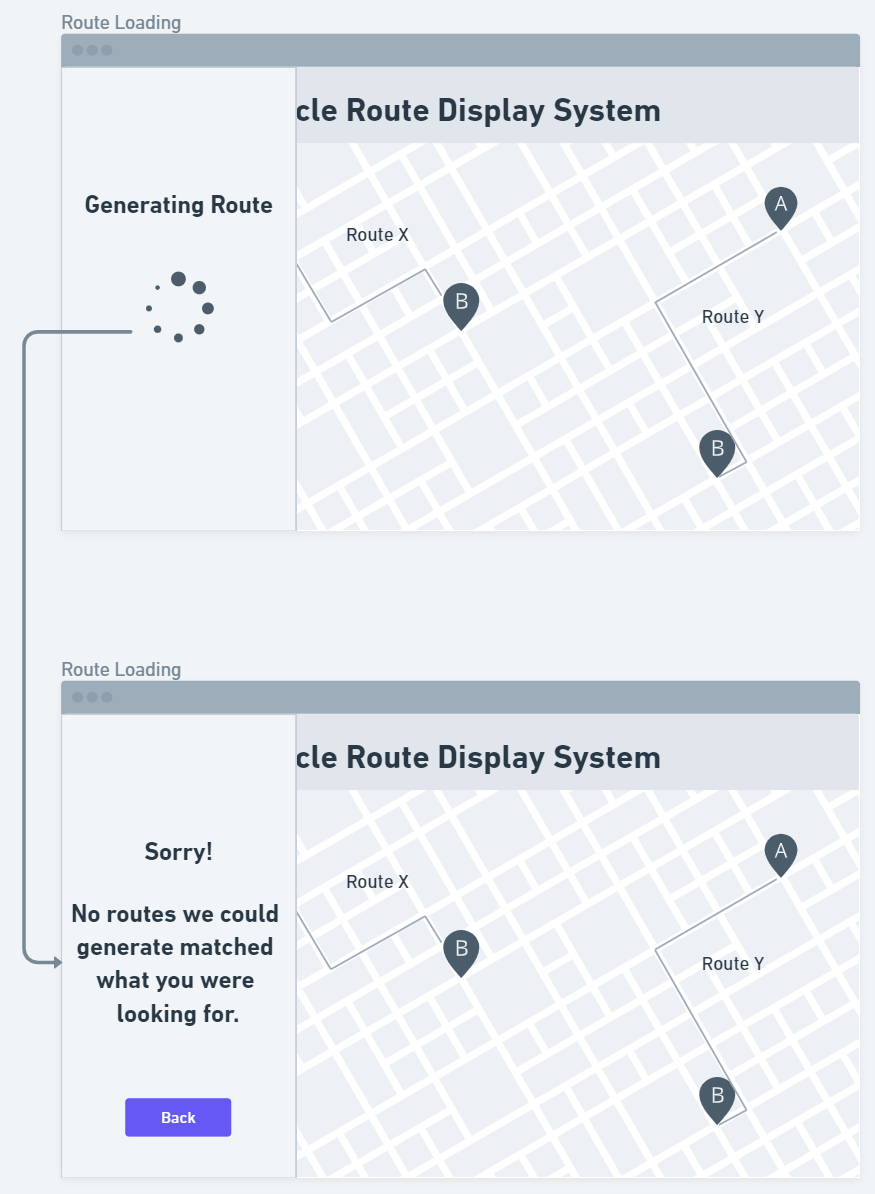 Route Loading
cle Route Display System
Generating Route
Route X
A
B
Route Y
B
Route Loading
cle Route Display System
Sorry!
No routes we could
generate matched
what you were
looking for.
Back
Route X
A
B
Route Y
B